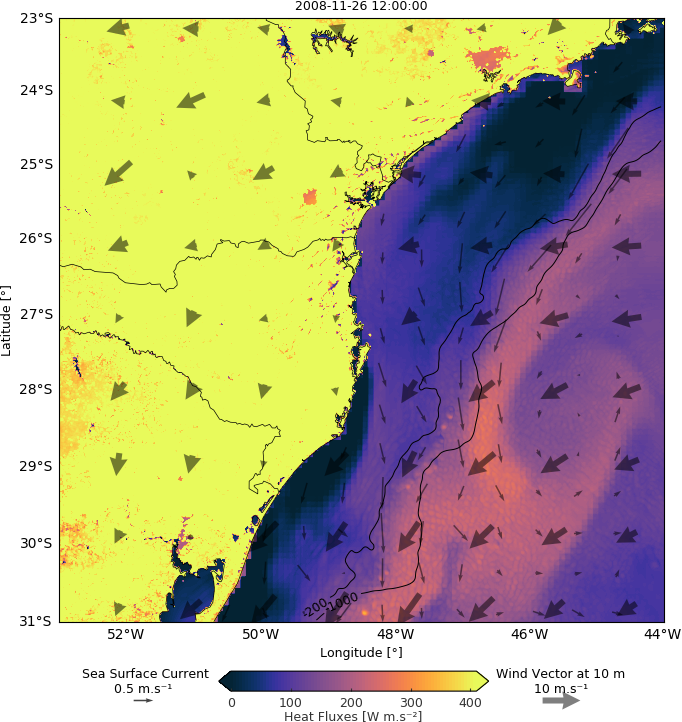 2008-11-26 12:00:00
23°S
24°S
25°S
26°S
27°S
28°S
29°S
30°S
31°S
Latitude [°]
-200
-1000
52°W 50°W 48°W 46°W 44°W
Longitude [°]
Sea Surface Current
0.5 m.s⁻¹
Wind Vector at 10 m
10 m.s⁻¹
0 100 200 300 400
Heat Fluxes [W m.s⁻²]